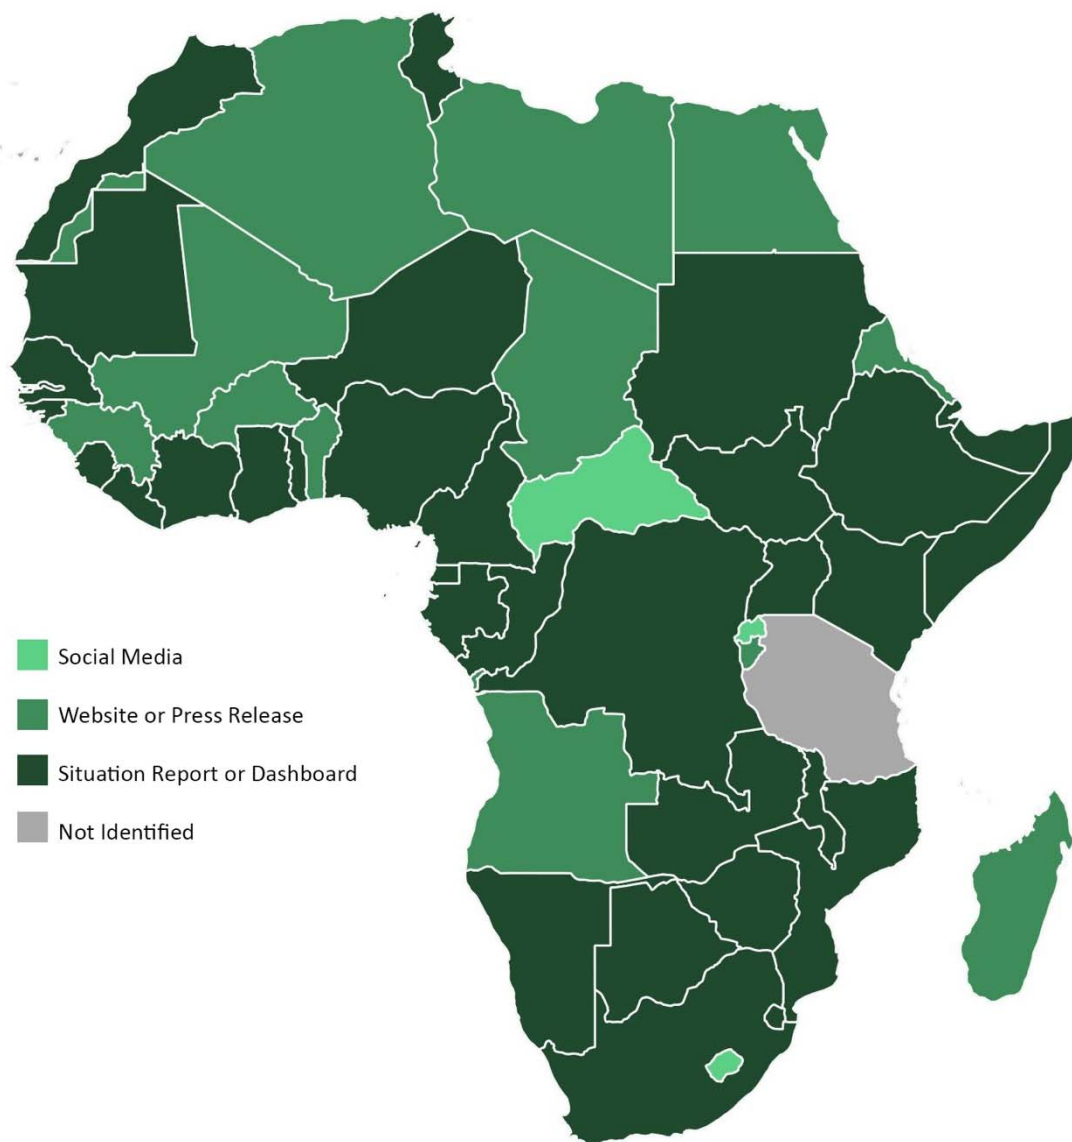 Social Media
Website or Press Release
Situation Report or Dashboard
Not Identified